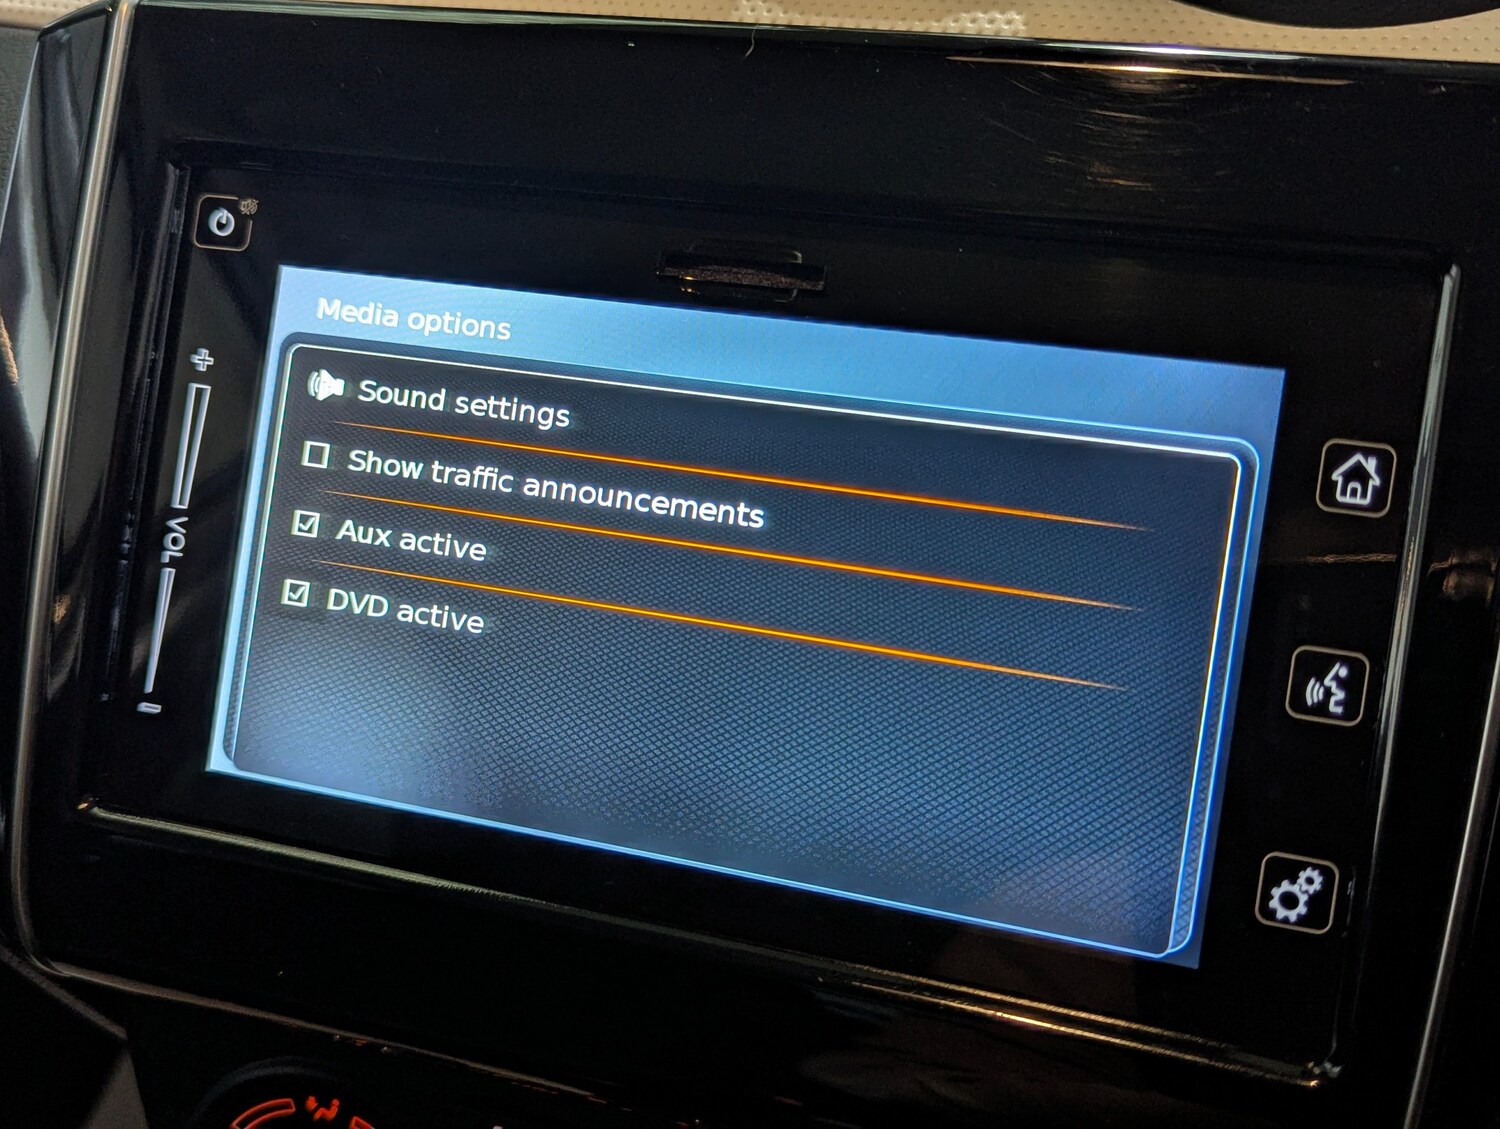 Media options
Sound settings
Show traffic announcements
Aux active
DVD active
+
VOL
-